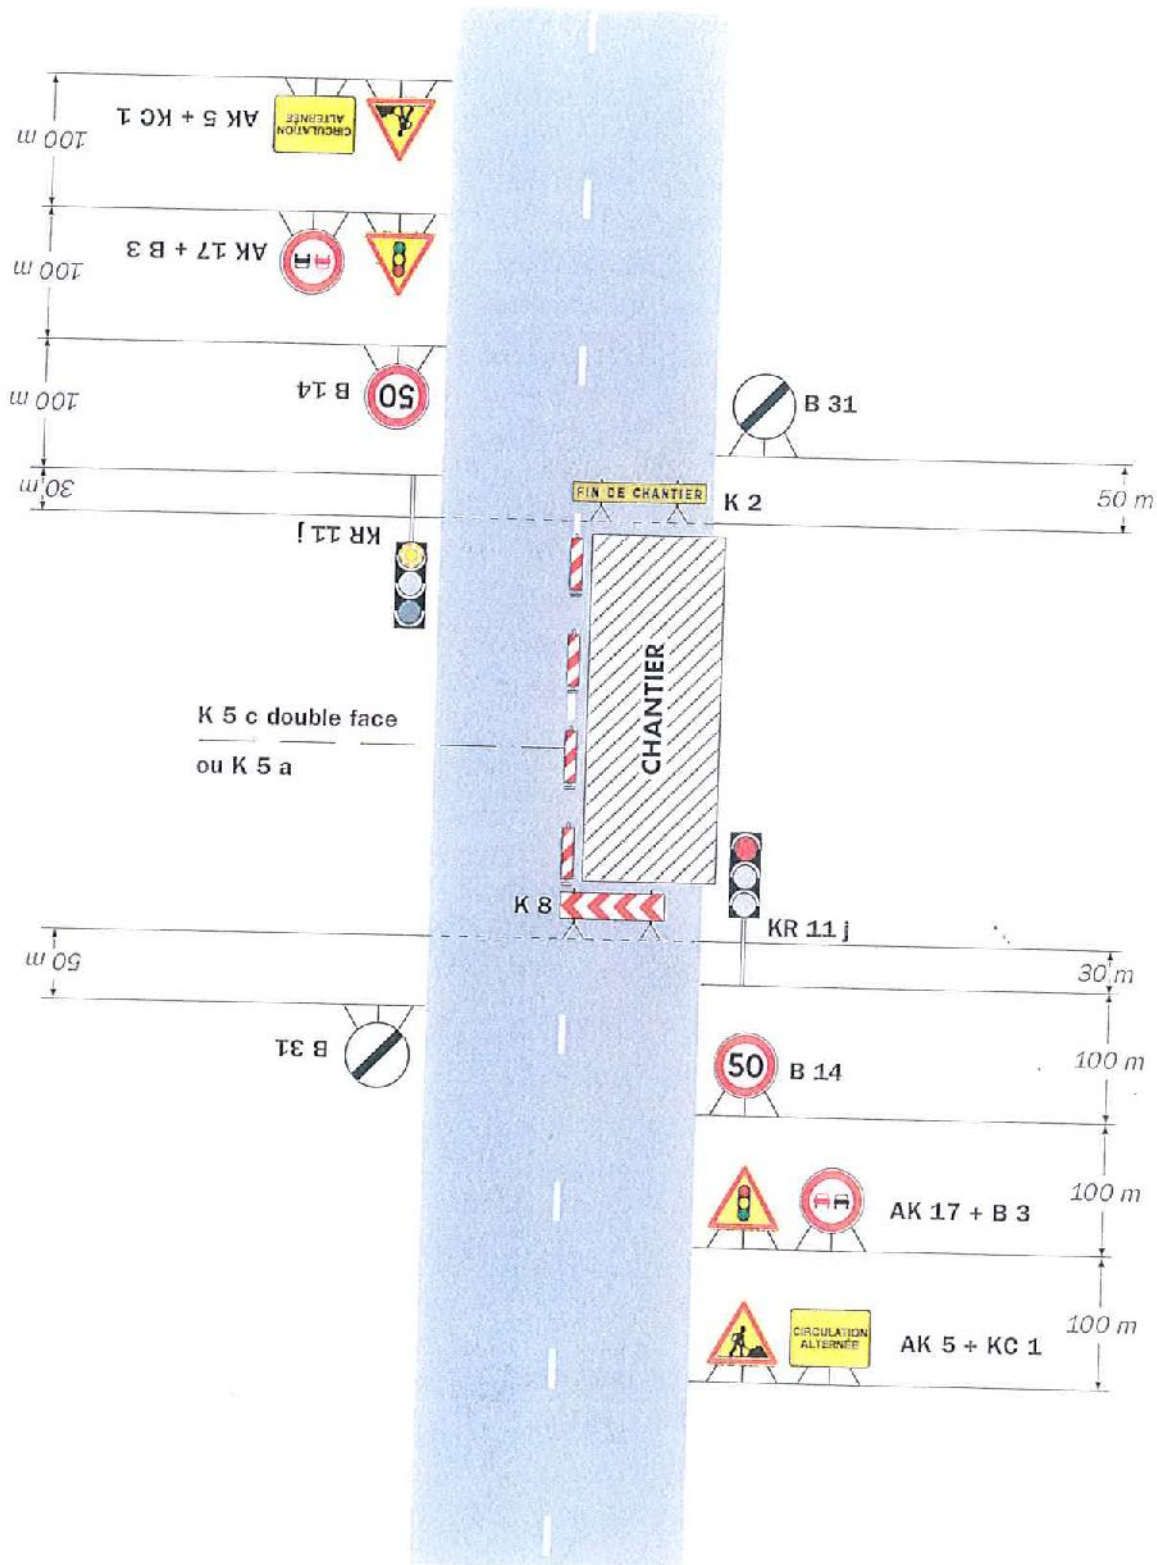 100 m
AK 5 + KC 1
CIRCULATION
ALTERNÉE
100 m
AK 17 + B 3
100 m
B 14
50
B 31
30 m
KR 11 j
FIN DE CHANTIER
K 2
50 m
K 5 c double face
ou K 5 a
CHANTIER
K 8
KR 11 j
50 m
30 m
B 31
50
B 14
100 m
AK 17 + B 3
100 m
CIRCULATION
ALTERNÉE
AK 5 + KC 1
100 m